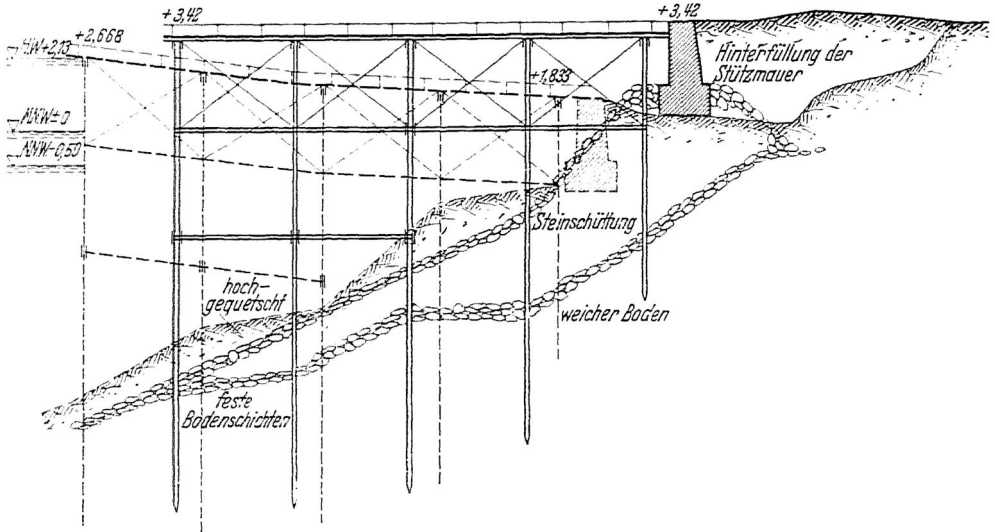 +3,42
+3,42
+2,668
HW+2,13
Hinterfüllung der
Stützmauer
+1,833
MNW±0
NNW-0,50
Steinschüttung
hoch-
gequetscht
weicher Boden
feste
Bodenschichten